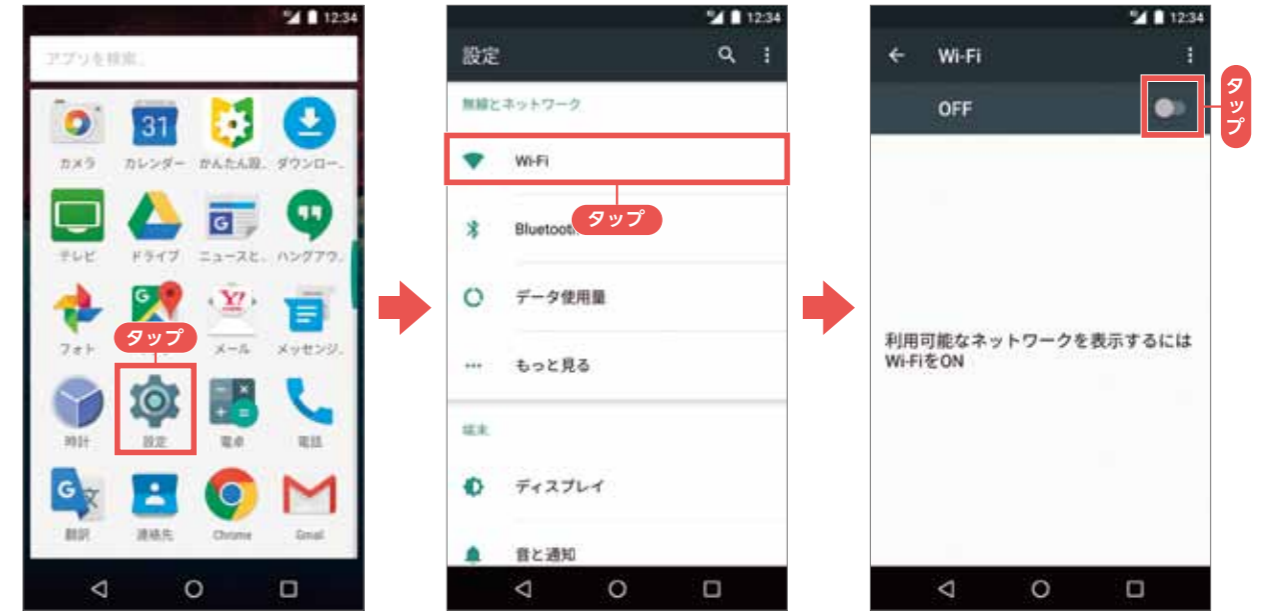 12:34
アプリを検索...
31
カメラ
カレンダー
かんたん設...
ダウンロー...
G
テレビ
ドライブ
ニュースと...
ハングアウ...
G
Y!
タップ
フォト
メール
メッセンジ...
時計
設定
電卓
電話
G
文
翻訳
連絡先
Chrome
Gmail
12:34
設定
無線とネットワーク
Wi-Fi
タップ
Bluetooth
データ使用量
もっと見る
端末
ディスプレイ
音と通知
12:34
Wi-Fi
OFF
タップ
利用可能なネットワークを表示するには
Wi-FiをON